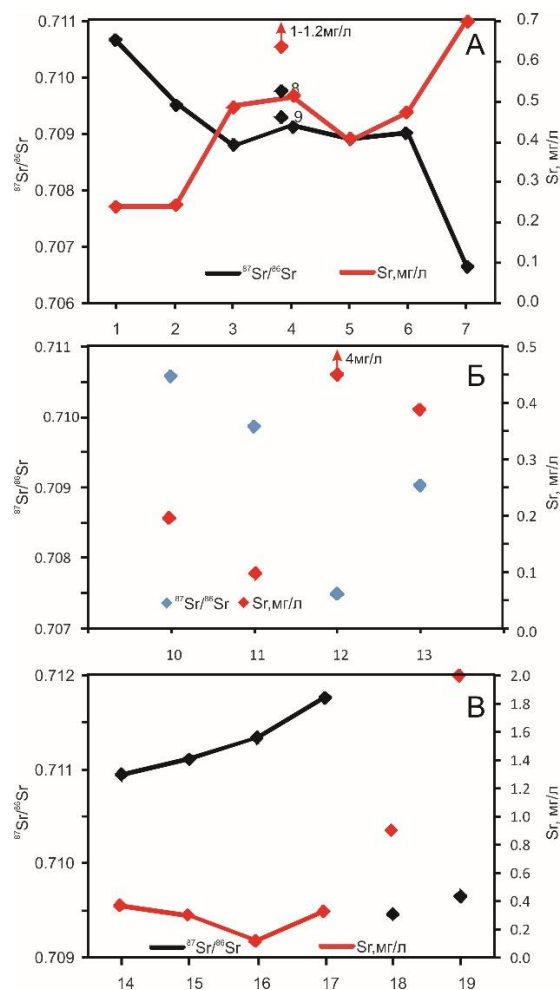 0.711
0.710
0.709
0.708
0.707
0.706
⁸⁷Sr/⁸⁶Sr
1-1.2мг/л
А
8
9
⁸⁷Sr/⁸⁶Sr
Sr,мг/л
0.7
0.6
0.5
0.4
0.3
0.2
0.1
0.0
Sr, мг/л
1 2 3 4 5 6 7
0.711
0.710
0.709
0.708
0.707
⁸⁷Sr/⁸⁶Sr
4мг/л
Б
⁸⁷Sr/⁸⁶Sr
Sr,мг/л
0.5
0.4
0.3
0.2
0.1
0.0
Sr, мг/л
10 11 12 13
0.712
0.711
0.710
0.709
⁸⁷Sr/⁸⁶Sr
В
⁸⁷Sr/⁸⁶Sr
Sr,мг/л
2.0
1.8
1.6
1.4
1.2
1.0
0.8
0.6
0.4
0.2
0.0
Sr, мг/л
14 15 16 17 18 19